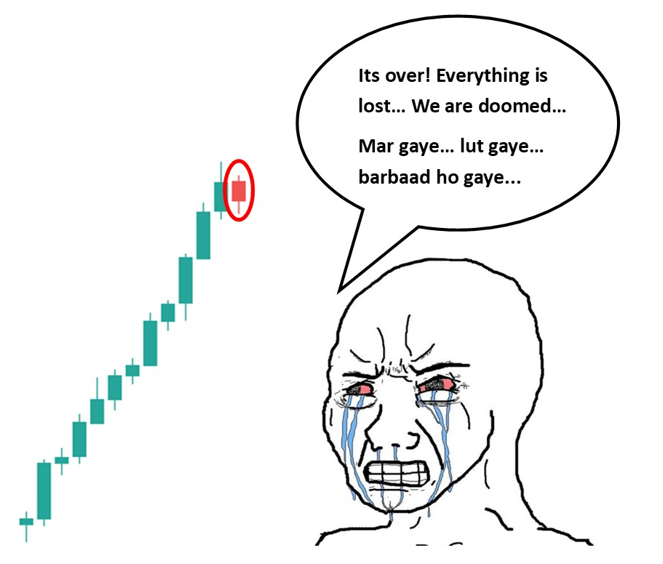 Its over! Everything is
lost... We are doomed...
Mar gaye... lut gaye...
barbaad ho gaye...